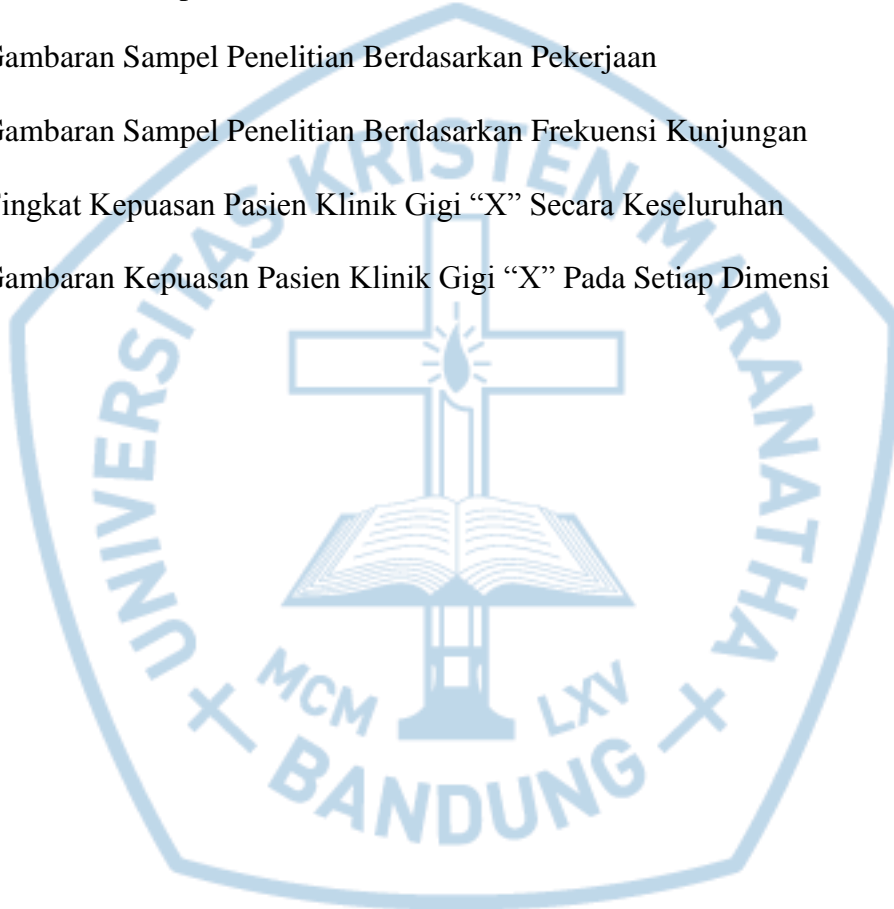 Gambaran Sampel Penelitian Berdasarkan Pekerjaan
Gambaran Sampel Penelitian Berdasarkan Frekuensi Kunjungan
Tingkat Kepuasan Pasien Klinik Gigi “X” Secara Keseluruhan
Gambaran Kepuasan Pasien Klinik Gigi “X” Pada Setiap Dimensi
UNIVERSITAS KRISTEN MARANATHA
MCM LXV
BANDUNG